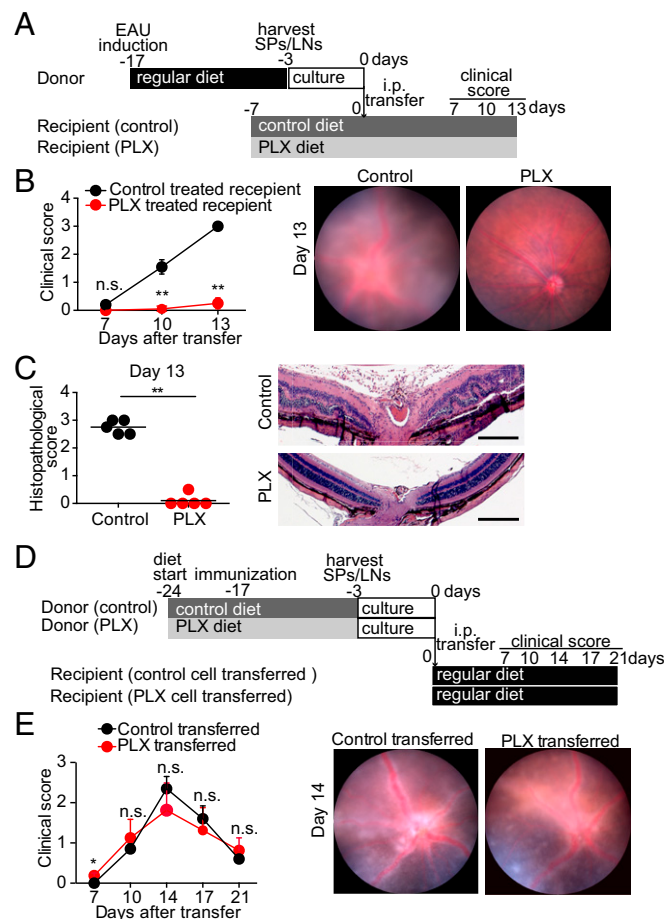 A
EAU
induction
-17
harvest
SPs/LNs
-3
0 days
Donor
regular diet
culture
i.p.
transfer
clinical
score
-7
0
7 10 13 days
Recipient (control)
control diet
Recipient (PLX)
PLX diet
B
Control treated recepient
PLX treated recepient
Clinical score
4
3
2
1
0
n.s.
**
**
7 10 13
Days after transfer
Control
PLX
Day 13
C
Day 13
**
Histopathological
score
4
3
2
1
0
Control PLX
Control
PLX
D
diet
start
-24
immunization
-17
harvest
SPs/LNs
-3
0 days
Donor (control)
control diet
culture
Donor (PLX)
PLX diet
culture
i.p.
transfer
clinical score
0
7 10 14 17 21days
Recipient (control cell transferred )
regular diet
Recipient (PLX cell transferred)
regular diet
E
Control transferred
PLX transferred
Clinical score
3
2
1
0
*
n.s.
n.s.
n.s.
n.s.
7 10 14 17 21
Days after transfer
Control transferred
PLX transferred
Day 14